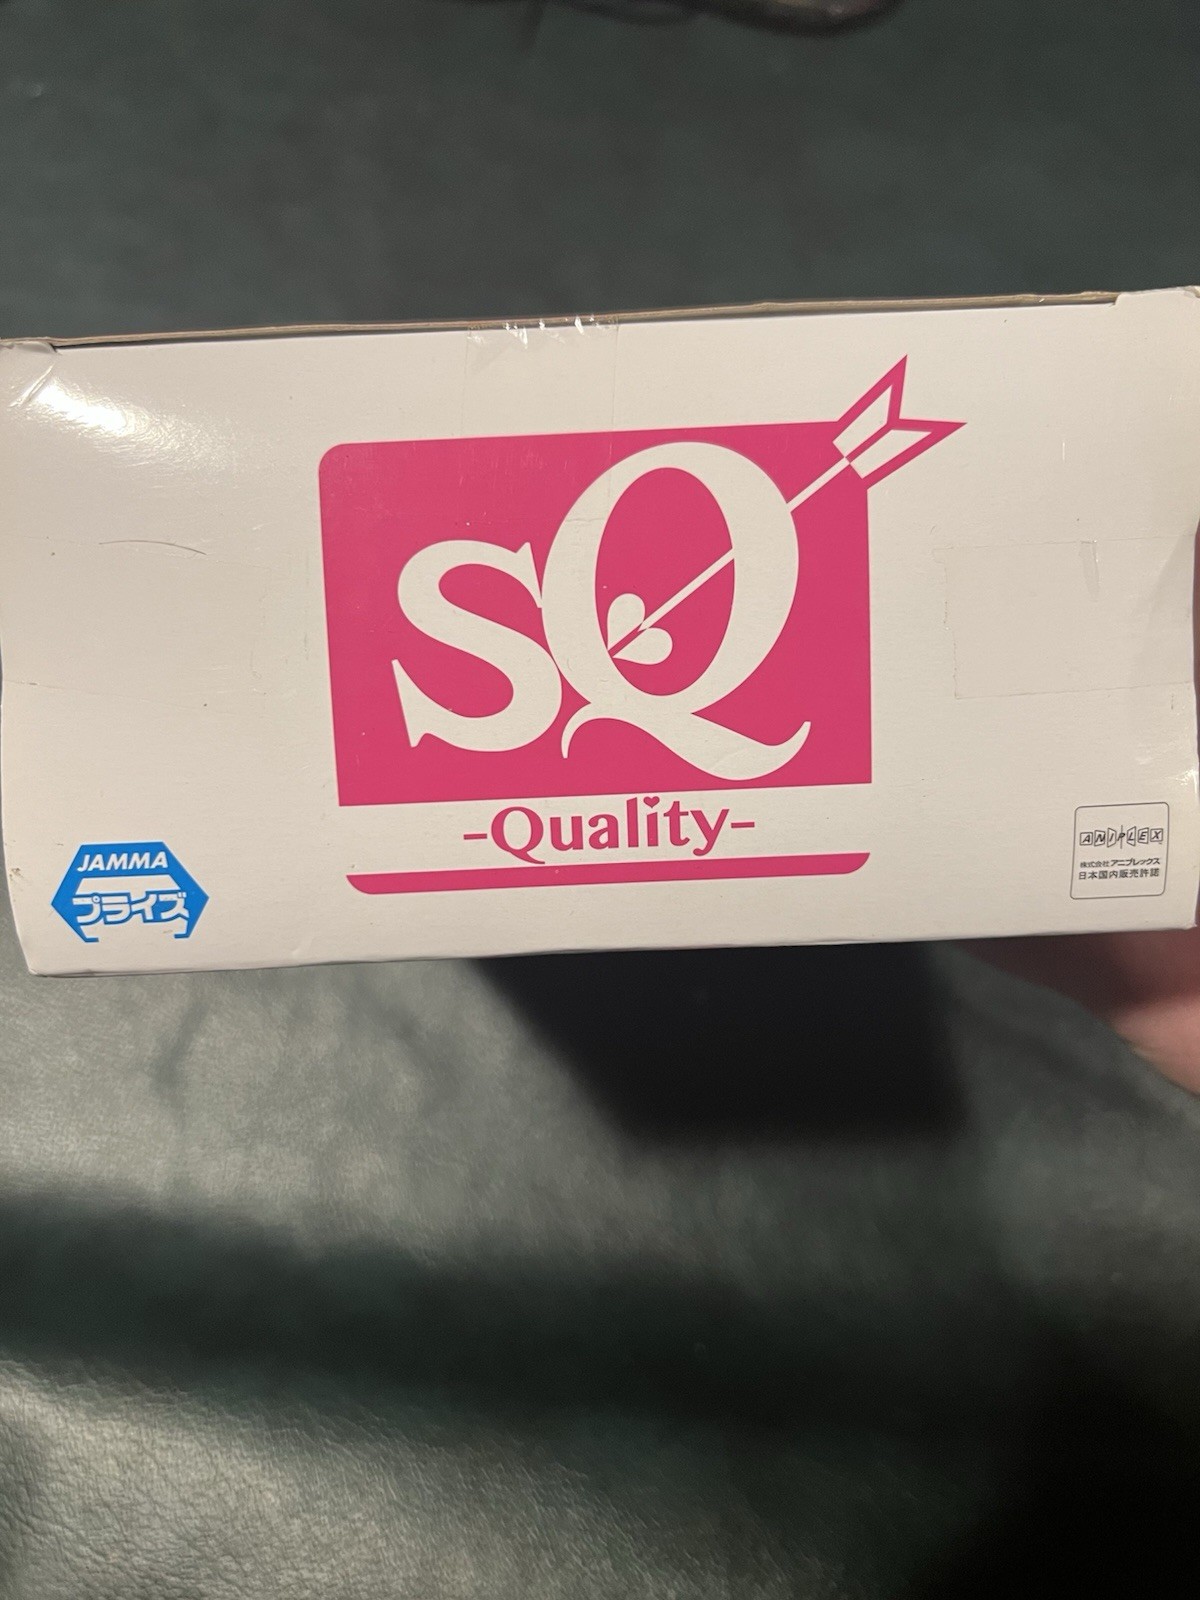 SQ
-Quality-
JAMMA
プライズ
ANIPLEX
株式会社 アニプレックス
日本国内販売許諾